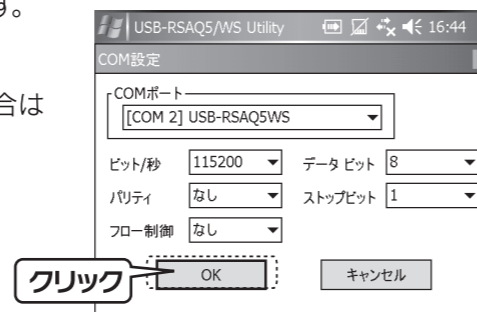 す。
合は
USB-RSAQ5/WS Utility 16:44
COM設定
COMポート
[COM 2] USB-RSAQ5WS
ビット/秒 115200 データ ビット 8
パリティ なし ストップビット 1
フロー制御 なし
クリック OK キャンセル